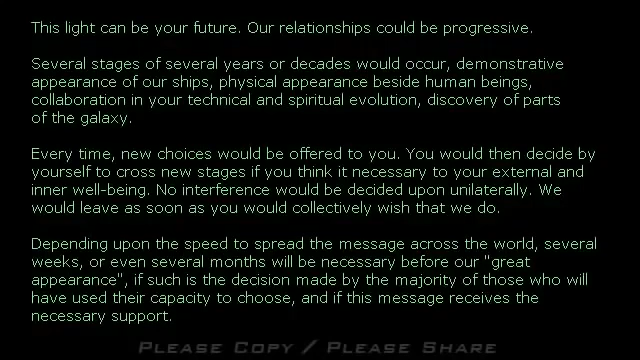 This light can be your future. Our relationships could be progressive.
Several stages of several years or decades would occur, demonstrative
appearance of our ships, physical appearance beside human beings,
collaboration in your technical and spiritual evolution, discovery of parts
of the galaxy.
Every time, new choices would be offered to you. You would then decide by
yourself to cross new stages if you think it necessary to your external and
inner well-being. No interference would be decided upon unilaterally. We
would leave as soon as you would collectively wish that we do.
Depending upon the speed to spread the message across the world, several
weeks, or even several months will be necessary before our "great
appearance", if such is the decision made by the majority of those who will
have used their capacity to choose, and if this message receives the
necessary support.
Please Copy / Please Share